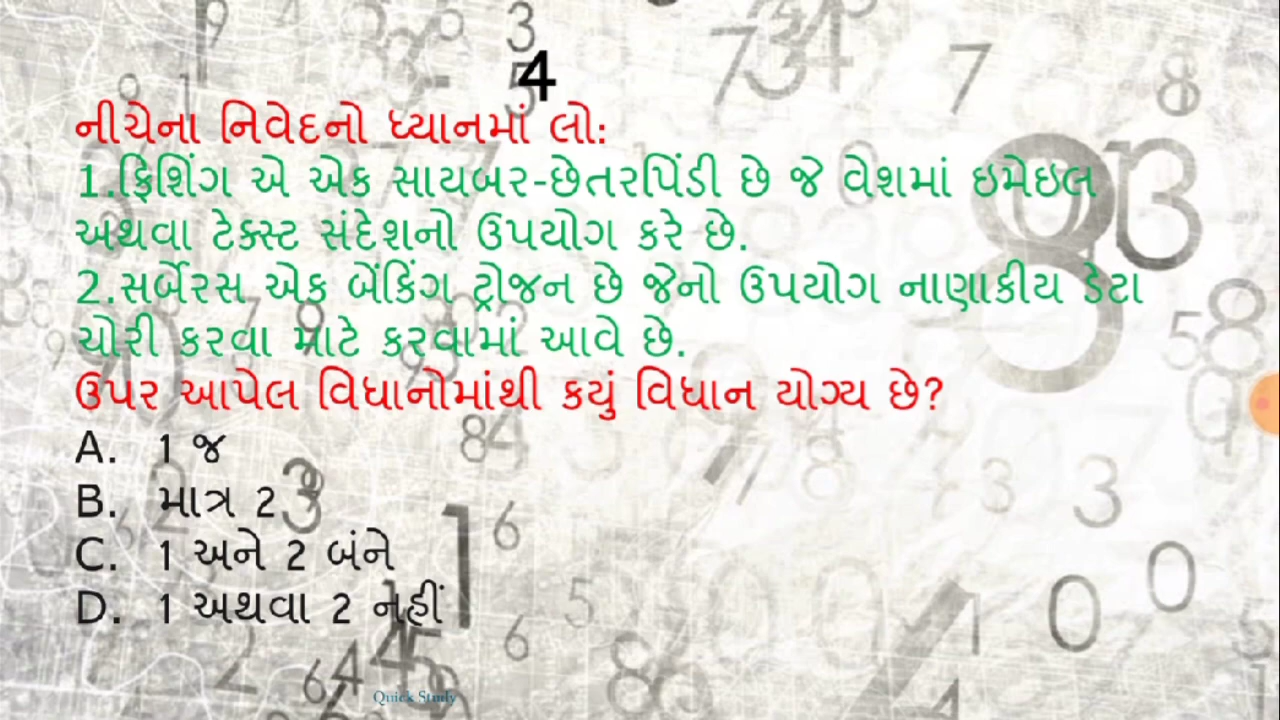 4
નીચેના નિવેદનો ધ્યાનમાં લો:
1.ફિશિંગ એ એક સાયબર-છેતરપિંડી છે જે વેશમાં ઇમેઇલ
અથવા ટેક્સ્ટ સંદેશનો ઉપયોગ કરે છે.
2.સર્બેરસ એક બેંકિંગ ટ્રોજન છે જેનો ઉપયોગ નાણાકીય ડેટા
ચોરી કરવા માટે કરવામાં આવે છે.
ઉપર આપેલ વિધાનોમાંથી કયું વિધાન યોગ્ય છે?
A. 1 જ
B. માત્ર 2
C. 1 અને 2 બંને
D. 1 અથવા 2 નહીં
Quick Study